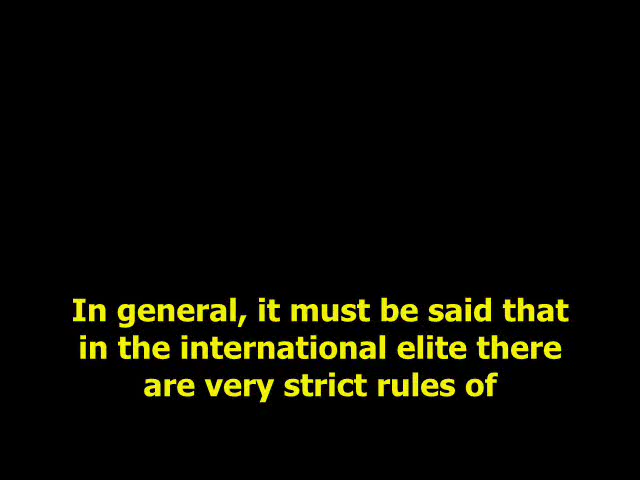 In general, it must be said that
in the international elite there
are very strict rules of